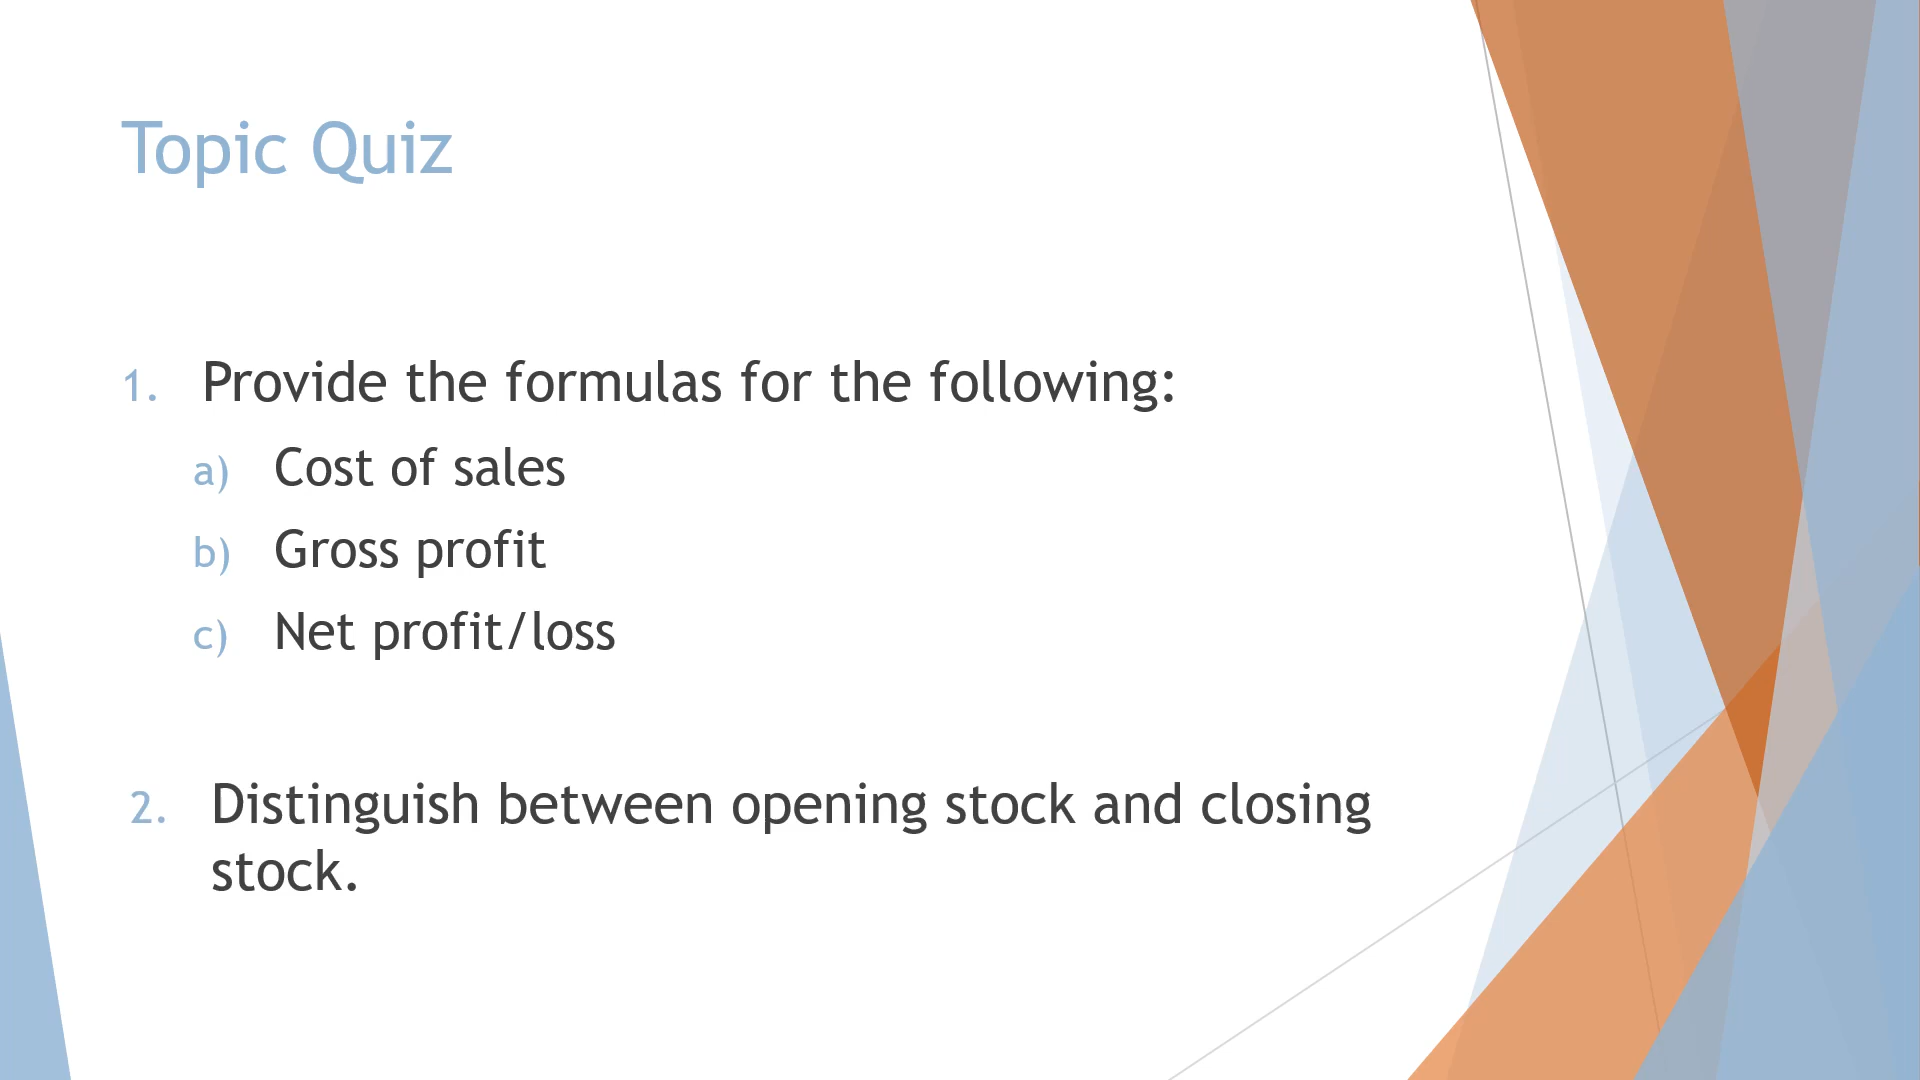 Topic Quiz
1. Provide the formulas for the following:
a) Cost of sales
b) Gross profit
c) Net profit/loss
2. Distinguish between opening stock and closing
stock.